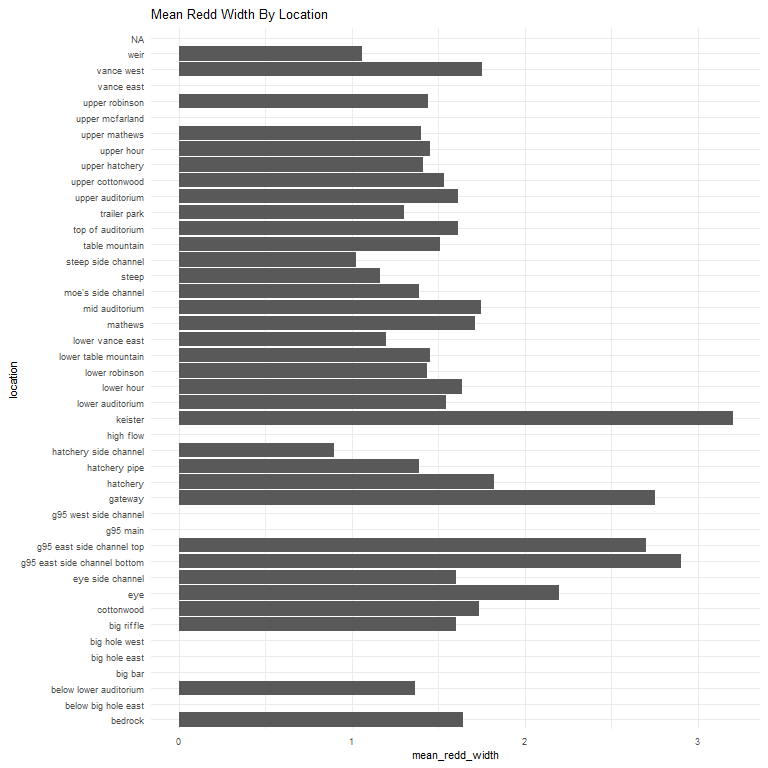 Mean Redd Width By Location
NA
weir
vance west
vance east
upper robinson
upper mcfarland
upper mathews
upper hour
upper hatchery
upper cottonwood
upper auditorium
trailer park
top of auditorium
table mountain
steep side channel
steep
moe's side channel
mid auditorium
mathews
lower vance east
lower table mountain
lower robinson
lower hour
lower auditorium
keister
high flow
hatchery side channel
hatchery pipe
hatchery
gateway
g95 west side channel
g95 main
g95 east side channel top
g95 east side channel bottom
eye side channel
eye
cottonwood
big riffle
big hole west
big hole east
big bar
below lower auditorium
below big hole east
bedrock
location
0 1 2 3
mean_redd_width